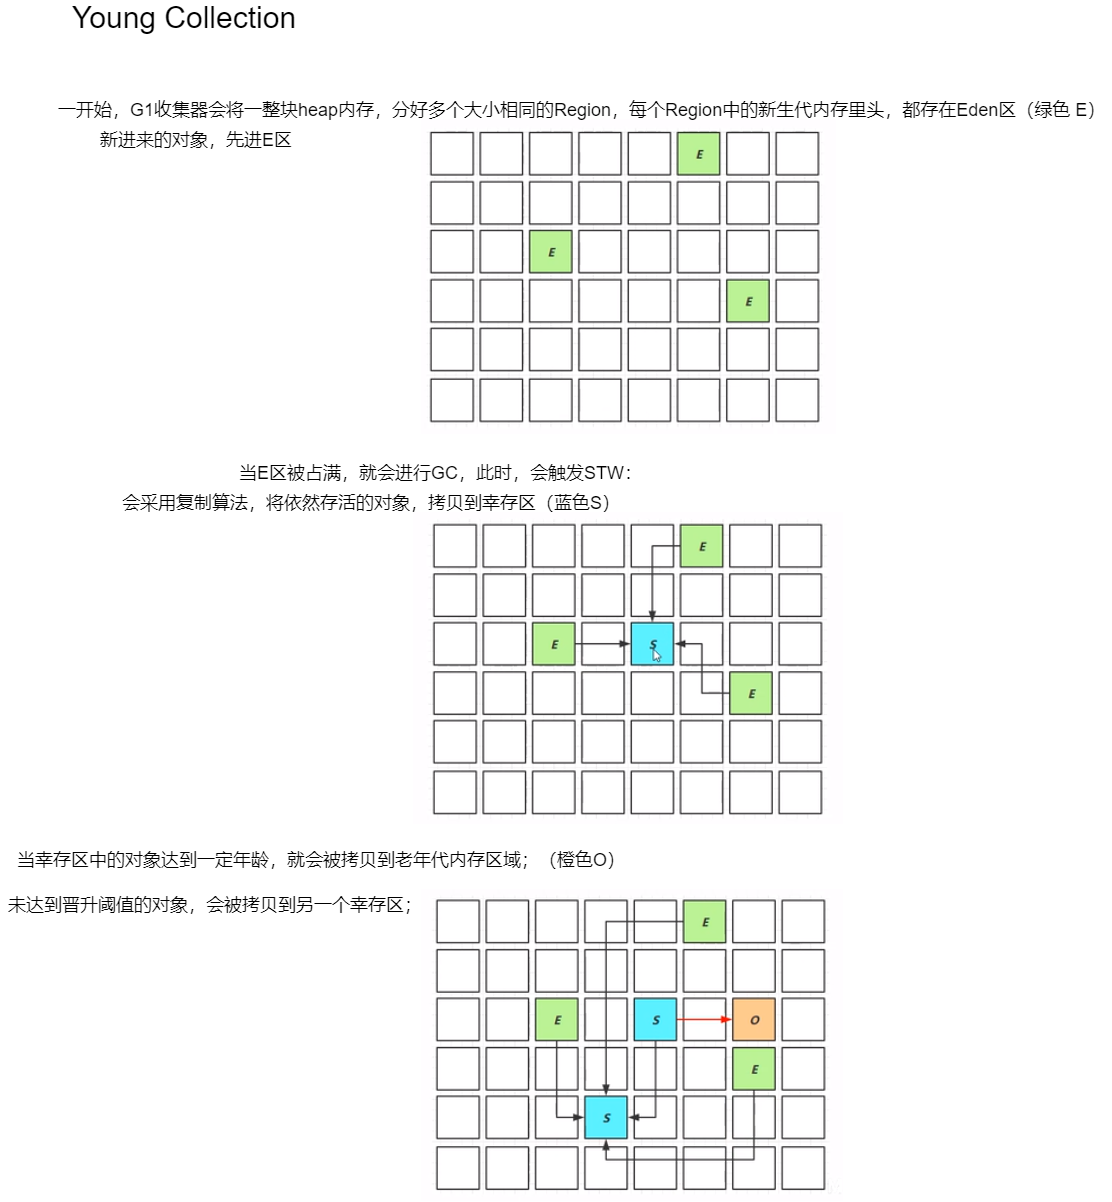 Young Collection
一开始，G1收集器会将一整块heap内存，分好多个大小相同的Region，每个Region中的新生代内存里头，都存在Eden区（绿色 E）
新进来的对象，先进E区
E
E
E
当E区被占满，就会进行GC，此时，会触发STW：
会采用复制算法，将依然存活的对象，拷贝到幸存区（蓝色S）
E
E
S
E
当幸存区中的对象达到一定年龄，就会被拷贝到老年代内存区域；（橙色O）
未达到晋升阈值的对象，会被拷贝到另一个幸存区；
E
E
S
O
E
S